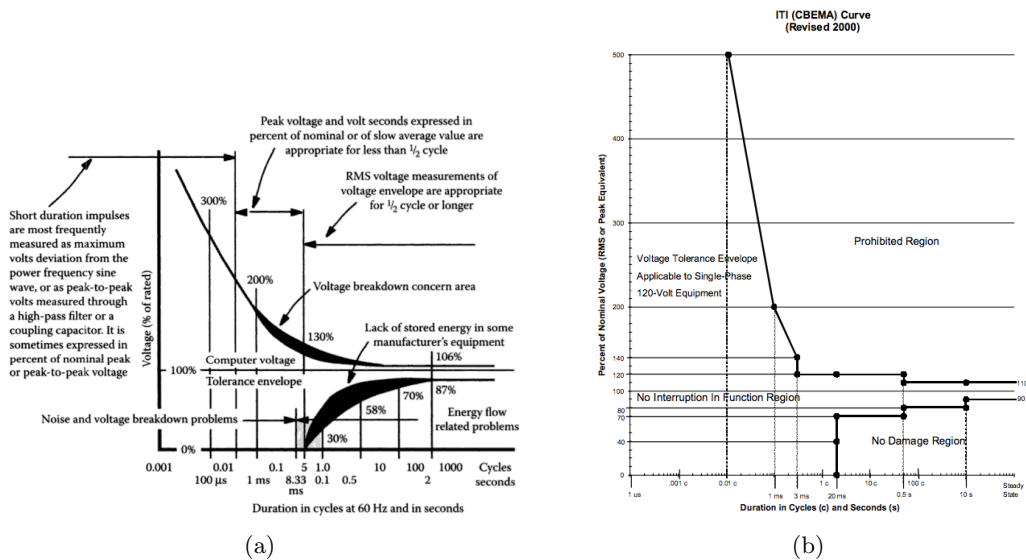 Peak voltage and volt seconds expressed in
percent of nominal or of slow average value are
appropriate for less than 1/2 cycle
RMS voltage measurements of
voltage envelope are appropriate
for 1/2 cycle or longer
Short duration impulses
are most frequently
measured as maximum
volts deviation from the
power frequency sine
wave, or as peak-to-peak
volts measured through
a high-pass filter or a
coupling capacitor. It is
sometimes expressed in
percent of nominal peak
or peak-to-peak voltage
Voltage (% of rated)
300%
200%
Voltage breakdown concern area
130%
Lack of stored energy in some
manufacturer's equipment
106%
Computer voltage
100%
Tolerance envelope
87%
70%
58%
Noise and voltage breakdown problems
Energy flow
related problems
30%
0%
0.001 0.01 0.1 5 1.0 10 100 1000 Cycles
100 μs 1 ms 8.33 0.1 0.5 2 seconds
ms
Duration in cycles at 60 Hz and in seconds
(a)
ITI (CBEMA) Curve
(Revised 2000)
Percent of Nominal Voltage (RMS or Peak Equivalent)
500
400
300
Prohibited Region
Voltage Tolerance Envelope
Applicable to Single-Phase
120-Volt Equipment
200
140
120
110
100
No Interruption In Function Region
90
80
70
No Damage Region
40
0
.001 c 0.01 c 1 c 10 c 100 c Steady
1 us 1 ms 3 ms 20 ms 0.5 s 10 s State
Duration in Cycles (c) and Seconds (s)
(b)